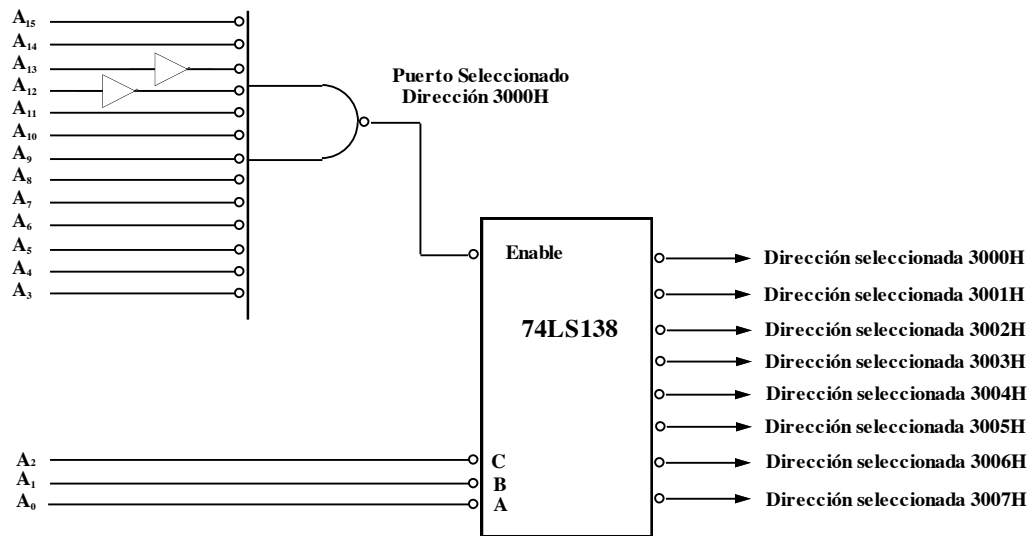 A₁₅
A₁₄
A₁₃
A₁₂
A₁₁
A₁₀
A₉
A₈
A₇
A₆
A₅
A₄
A₃
Puerto Seleccionado
Dirección 3000H
Enable
74LS138
A₂
A₁
A₀
C
B
A
Dirección seleccionada 3000H
Dirección seleccionada 3001H
Dirección seleccionada 3002H
Dirección seleccionada 3003H
Dirección seleccionada 3004H
Dirección seleccionada 3005H
Dirección seleccionada 3006H
Dirección seleccionada 3007H